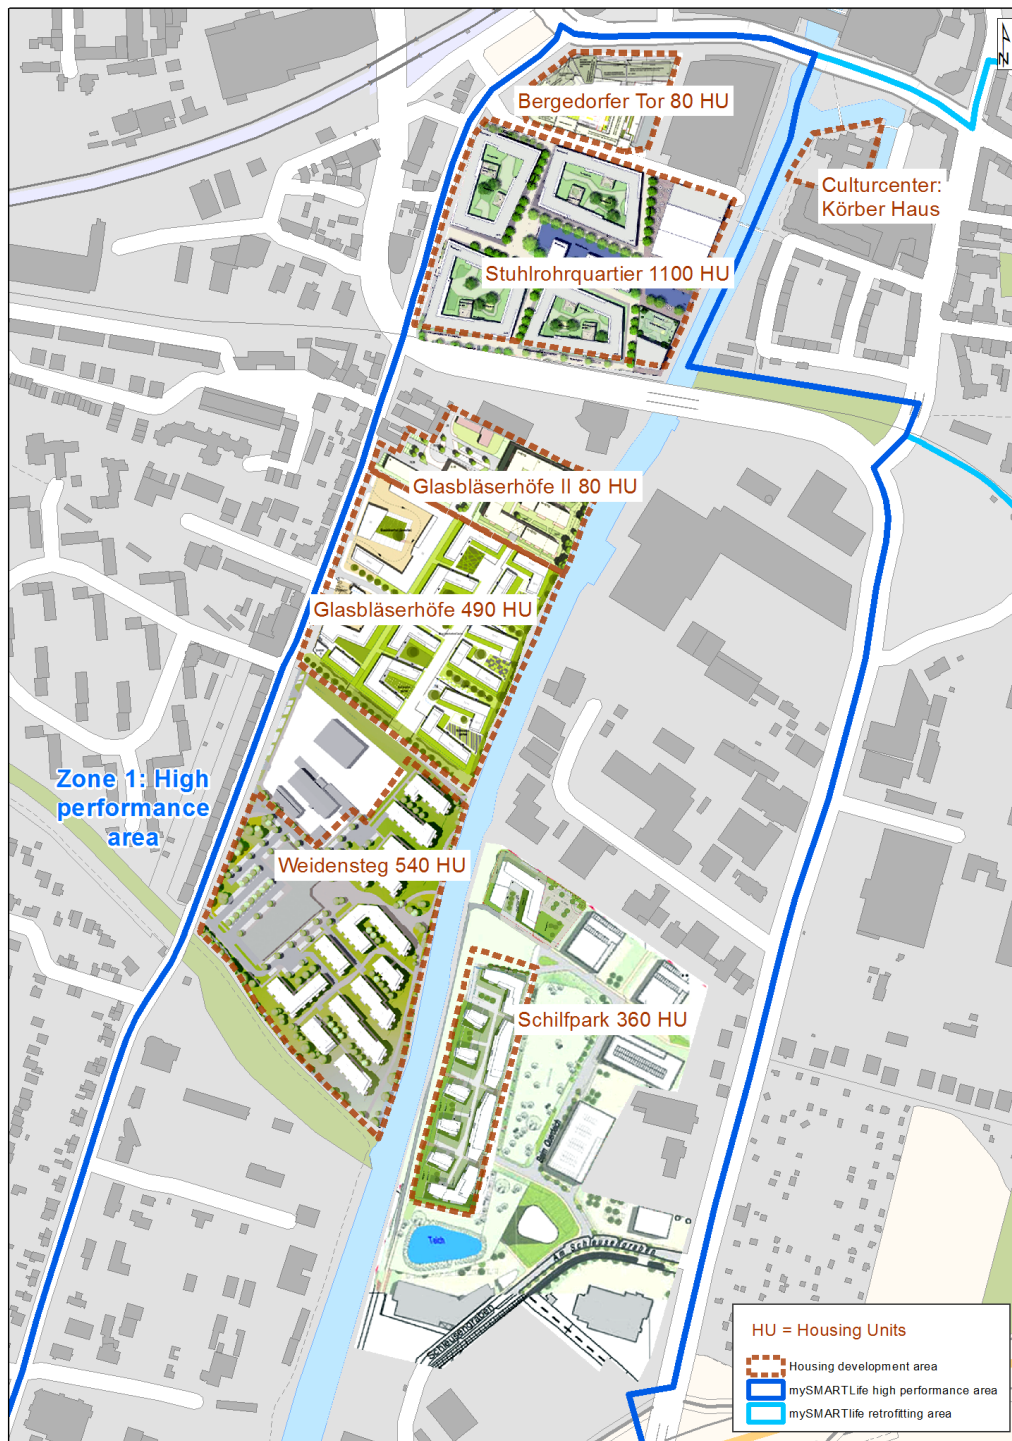 N
Bergedorfer Tor 80 HU
Culturcenter:
Körber Haus
Stuhlrohrquartier 1100 HU
Glasbläserhöfe II 80 HU
Glasbläserhöfe 490 HU
Zone 1: High
performance
area
Weidensteg 540 HU
Schilfpark 360 HU
Teich
Schleusengraben
HU = Housing Units
Housing development area
mySMARTLife high performance area
mySMARTlife retrofitting area